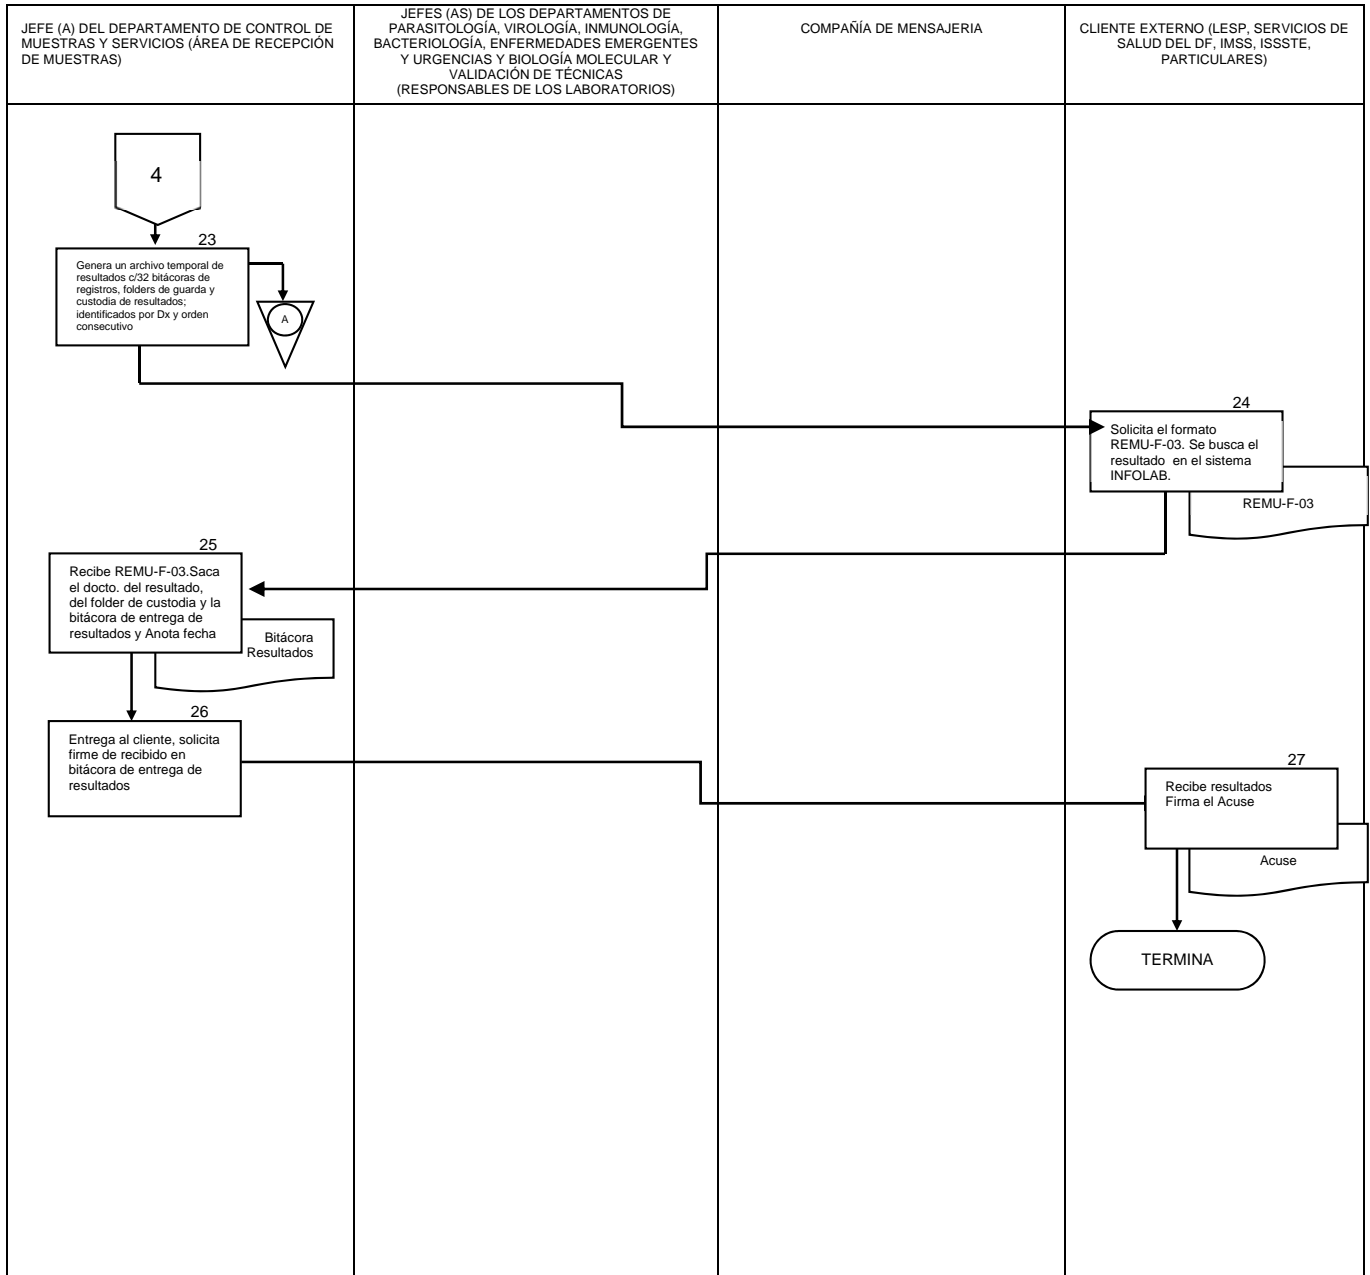 JEFE (A) DEL DEPARTAMENTO DE CONTROL DE
MUESTRAS Y SERVICIOS (ÁREA DE RECEPCIÓN
DE MUESTRAS)
JEFES (AS) DE LOS DEPARTAMENTOS DE
PARASITOLOGÍA, VIROLOGÍA, INMUNOLOGÍA,
BACTERIOLOGÍA, ENFERMEDADES EMERGENTES
Y URGENCIAS Y BIOLOGÍA MOLECULAR Y
VALIDACIÓN DE TÉCNICAS
(RESPONSABLES DE LOS LABORATORIOS)
COMPAÑÍA DE MENSAJERIA
CLIENTE EXTERNO (LESP, SERVICIOS DE
SALUD DEL DF, IMSS, ISSSTE,
PARTICULARES)
4
23
Genera un archivo temporal de
resultados c/32 bitácoras de
registros, folders de guarda y
custodia de resultados;
identificados por Dx y orden
consecutivo
A
24
Solicita el formato
REMU-F-03. Se busca el
resultado en el sistema
INFOLAB.
REMU-F-03
25
Recibe REMU-F-03.Saca
el docto. del resultado,
del folder de custodia y la
bitácora de entrega de
resultados y Anota fecha
Bitácora
Resultados
26
Entrega al cliente, solicita
firme de recibido en
bitácora de entrega de
resultados
27
Recibe resultados
Firma el Acuse
Acuse
TERMINA